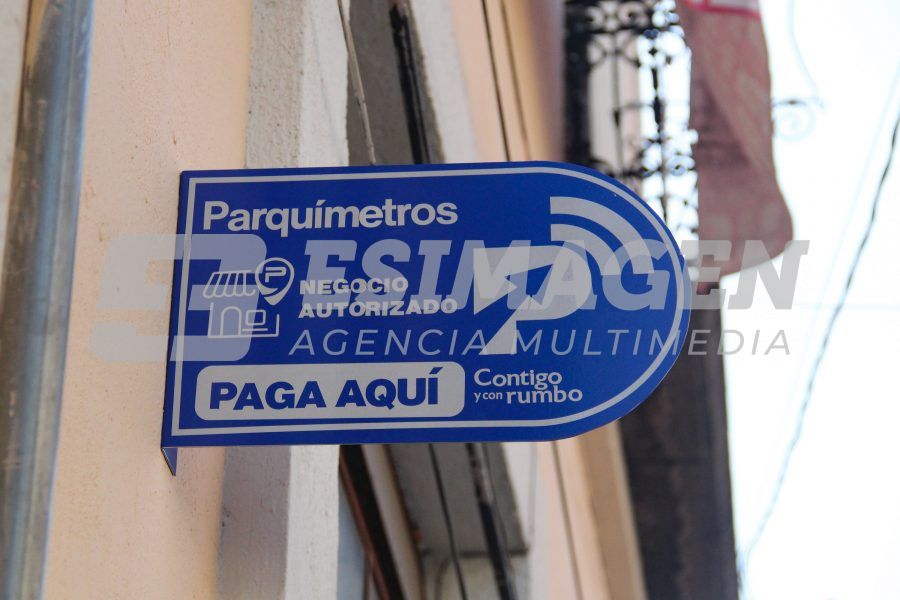 Parquímetros
P
NEGOCIO
AUTORIZADO
P
PAGA AQUÍ
Contigo
y con rumbo
ESIMAGEN
AGENCIA MULTIMEDIA